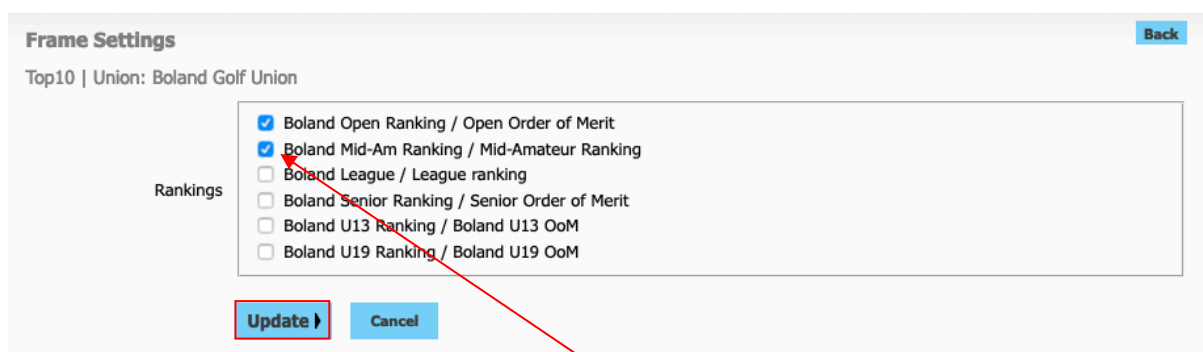 Frame Settings
Back
Top10 | Union: Boland Golf Union
Boland Open Ranking / Open Order of Merit
Boland Mid-Am Ranking / Mid-Amateur Ranking
Boland League / League ranking
Rankings
Boland Senior Ranking / Senior Order of Merit
Boland U13 Ranking / Boland U13 OoM
Boland U19 Ranking / Boland U19 OoM
Update
Cancel